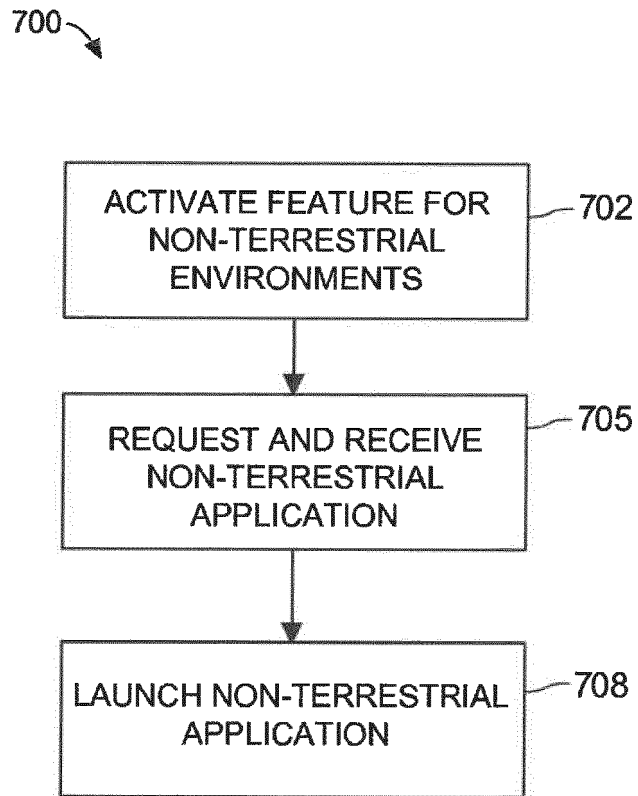 700
ACTIVATE FEATURE FOR
NON-TERRESTRIAL
ENVIRONMENTS
702
REQUEST AND RECEIVE
NON-TERRESTRIAL
APPLICATION
705
LAUNCH NON-TERRESTRIAL
APPLICATION
708